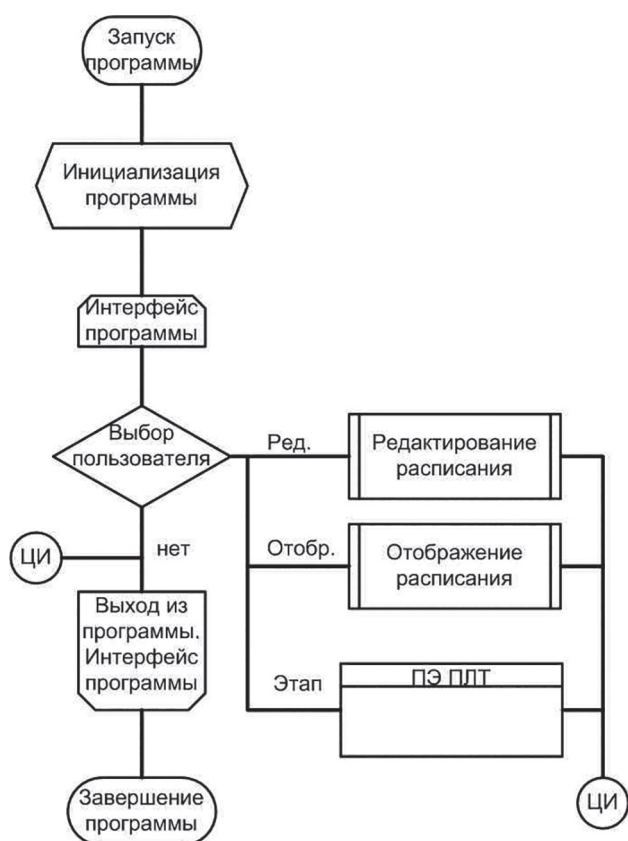 Запуск
программы
Инициализация
программы
Интерфейс
программы
Выбор
пользователя
Ред.
Редактирование
расписания
Отобр.
Отображение
расписания
Этап
ПЭ ПЛТ
ЦИ
нет
ЦИ
Выход из
программы.
Интерфейс
программы
Завершение
программы